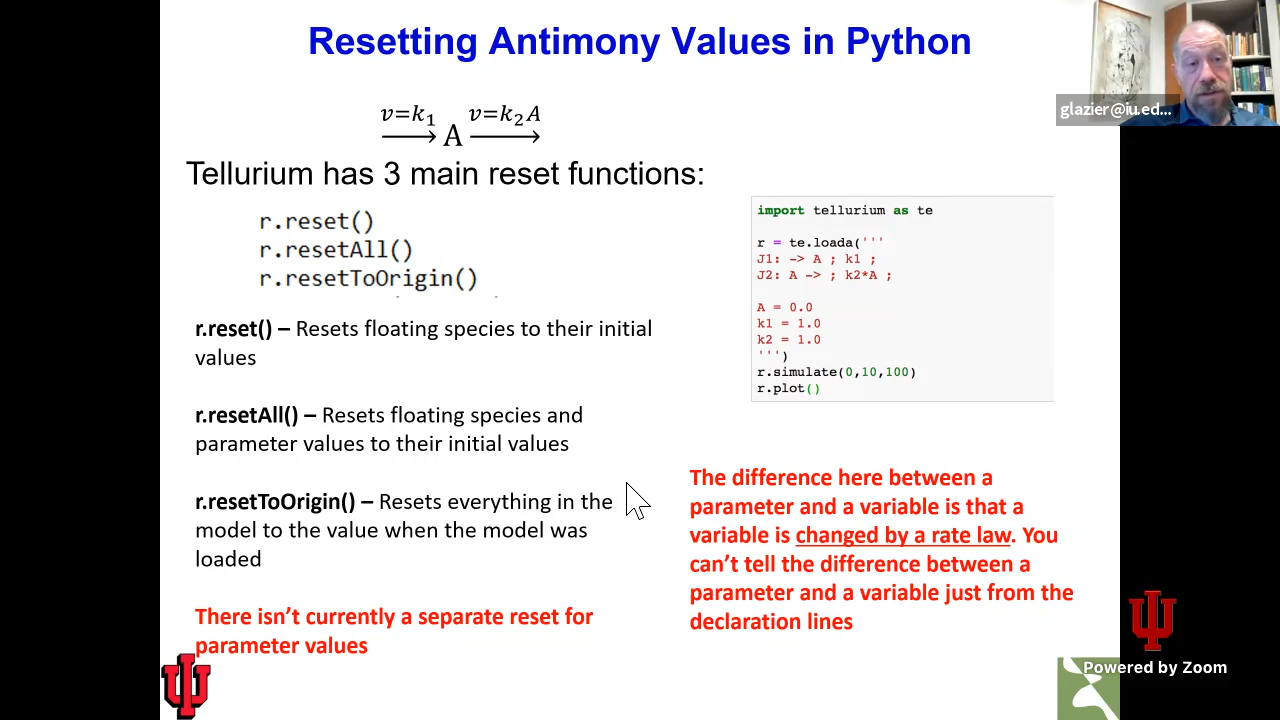 Resetting Antimony Values in Python
v=k₁ v=k₂A
A
Tellurium has 3 main reset functions:
r.reset()
r.resetAll()
r.resetToOrigin()
r.reset() – Resets floating species to their initial
values
r.resetAll() – Resets floating species and
parameter values to their initial values
r.resetToOrigin() – Resets everything in the
model to the value when the model was
loaded
There isn't currently a separate reset for
parameter values
import tellurium as te
r = te.loada('''
J1: -> A ; k1 ;
J2: A -> ; k2*A ;
A = 0.0
k1 = 1.0
k2 = 1.0
''')
r.simulate(0,10,100)
r.plot()
The difference here between a
parameter and a variable is that a
variable is changed by a rate law. You
can't tell the difference between a
parameter and a variable just from the
declaration lines
glazier@iu.ed...
Powered by Zoom